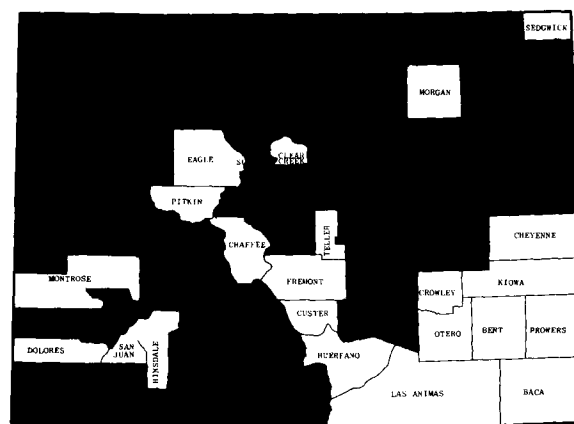 SEDGWICK
MORGAN
EAGLE
SU
CLEAR
CREEK
PITKIN
CHAFFEE
TELLER
CHEYENNE
MONTROSE
FREMONT
KIOWA
CROWLEY
CUSTER
OTERO
BENT
PROWERS
DOLORES
SAN
JUAN
HINSDALE
HUERFANO
LAS ANIMAS
BACA